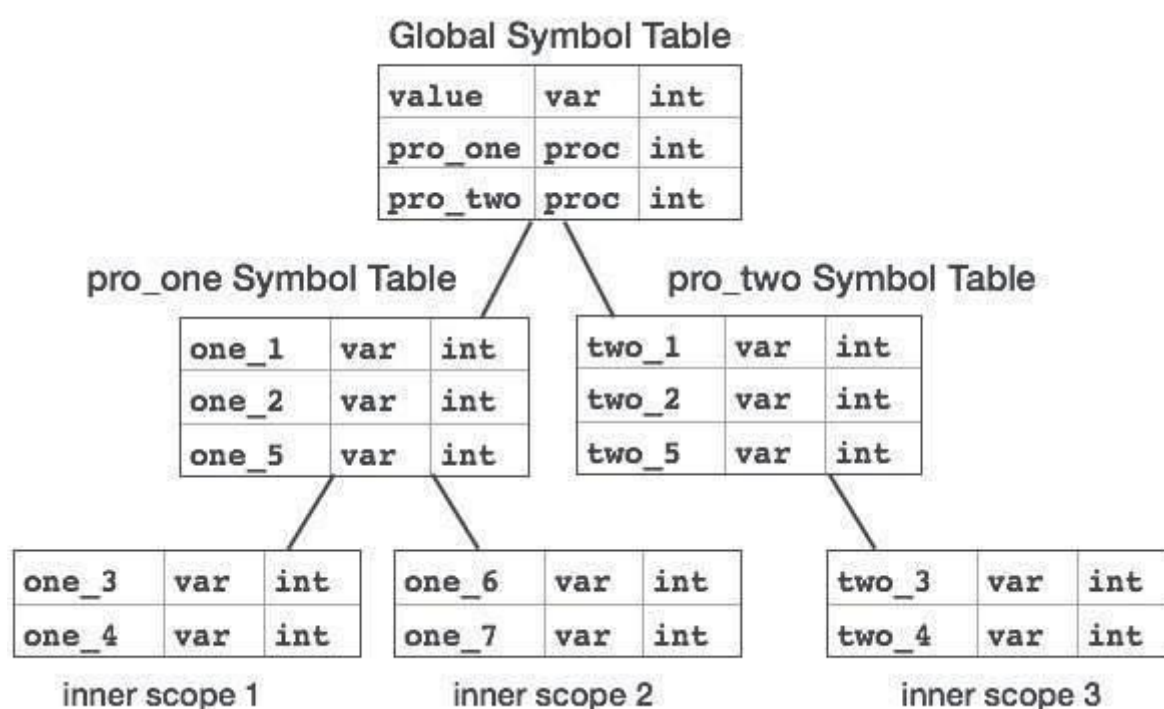 Global Symbol Table
value var int
pro_one proc int
pro_two proc int
pro_one Symbol Table
one_1 var int
one_2 var int
one_5 var int
pro_two Symbol Table
two_1 var int
two_2 var int
two_5 var int
one_3 var int
one_4 var int
inner scope 1
one_6 var int
one_7 var int
inner scope 2
two_3 var int
two_4 var int
inner scope 3